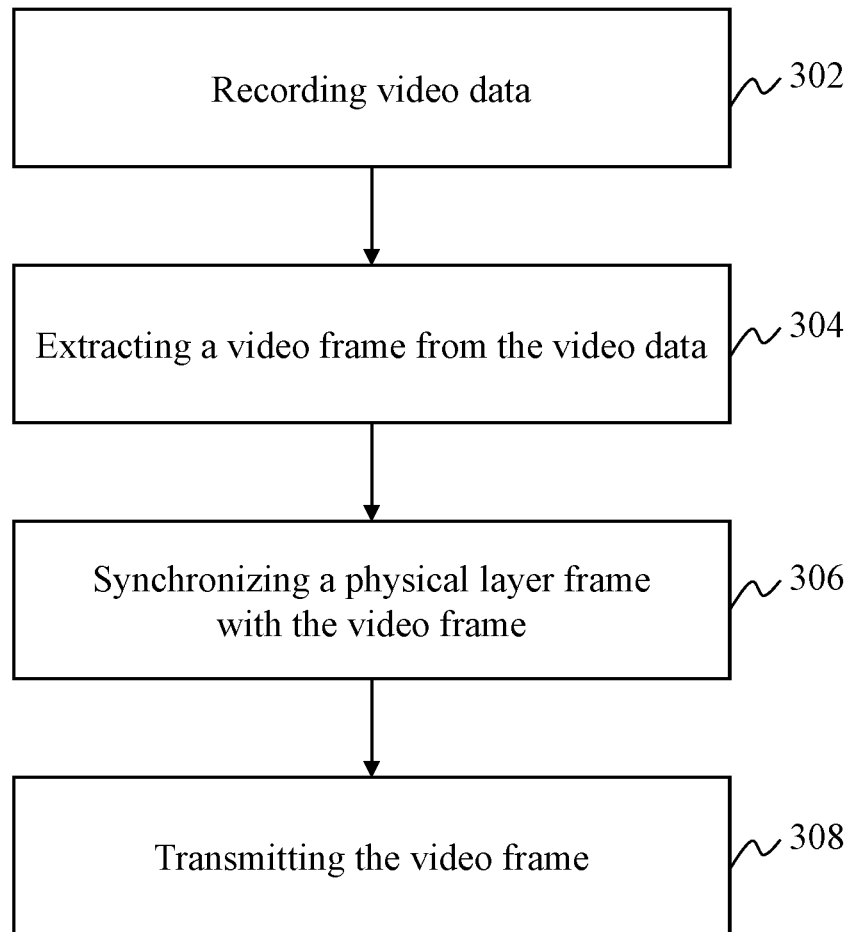 Recording video data
302
Extracting a video frame from the video data
304
Synchronizing a physical layer frame
with the video frame
306
Transmitting the video frame
308